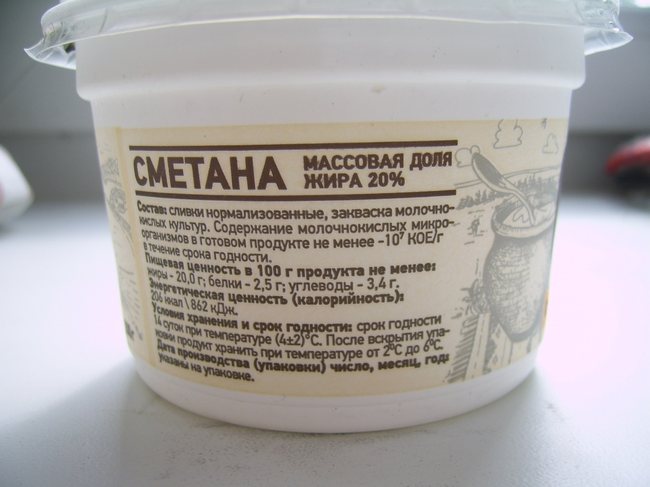 СМЕТАНА
МАССОВАЯ ДОЛЯ
ЖИРА 20%
Состав: сливки нормализованные, закваска молочно-
кислых культур. Содержание молочнокислых микро-
организмов в готовом продукте не менее -10⁷ КОЕ/г
в течение срока годности.
Пищевая ценность в 100 г продукта не менее:
жиры - 20,0 г; белки - 2,5 г; углеводы - 3,4 г.
Энергетическая ценность (калорийность):
206 ккал \ 862 кДж.
Условия хранения и срок годности: срок годности
14 суток при температуре (4±2)°С. После вскрытия упа-
ковки продукт хранить при температуре от 2°С до 6°С.
Дата производства (упаковки) число, месяц, год:
указаны на упаковке.